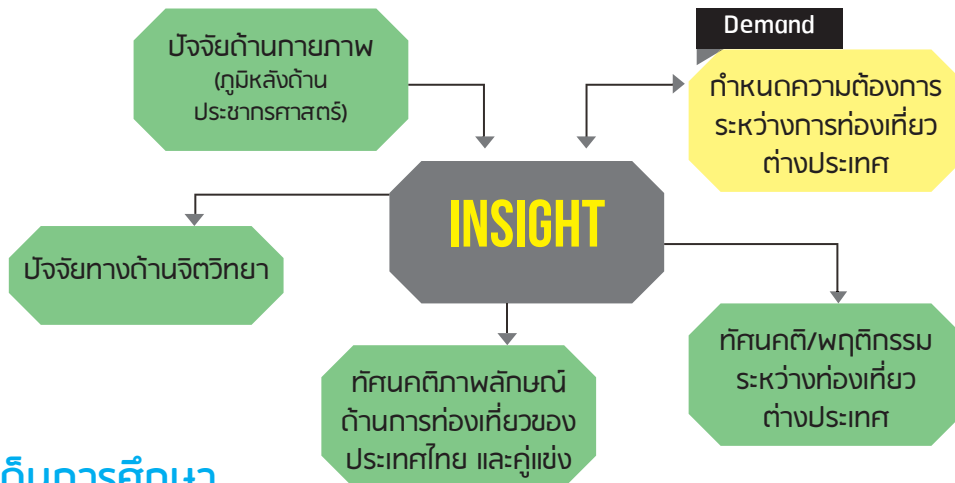 ปัจจัยด้านกายภาพ
(ภูมิหลังด้าน
ประชากรศาสตร์)
Demand
กำหนดความต้องการ
ระหว่างการท่องเที่ยว
ต่างประเทศ
INSIGHT
ปัจจัยทางด้านจิตวิทยา
ทัศนคติภาพลักษณ์
ด้านการท่องเที่ยวของ
ประเทศไทย และคู่แข่ง
ทัศนคติ/พฤติกรรม
ระหว่างท่องเที่ยว
ต่างประเทศ